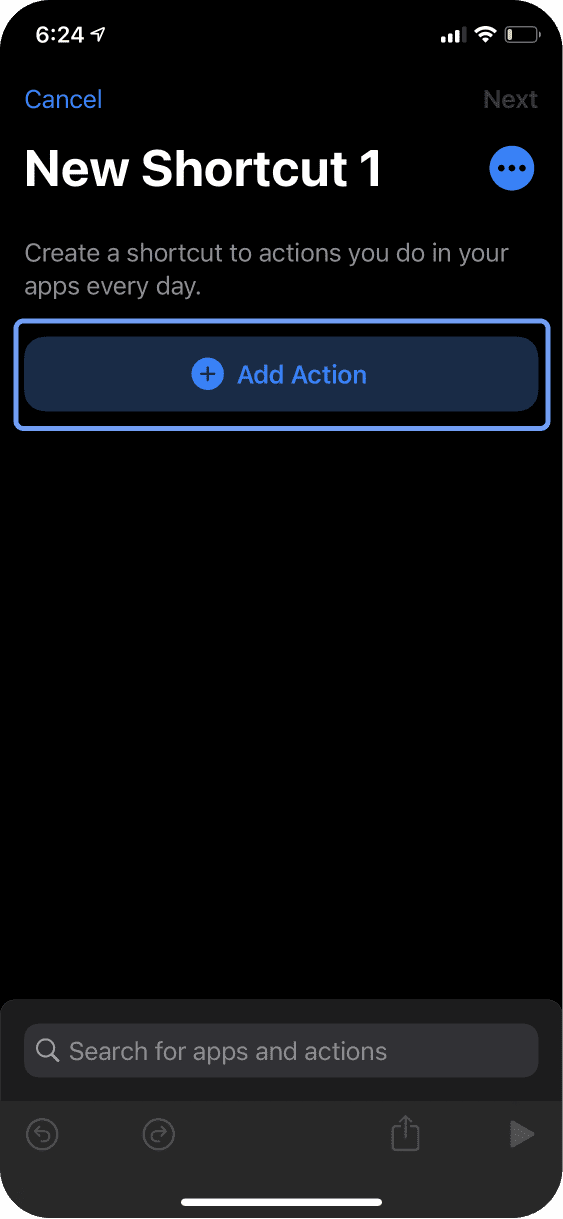 6:24
Cancel
Next
New Shortcut 1
Create a shortcut to actions you do in your
apps every day.
Add Action
Search for apps and actions